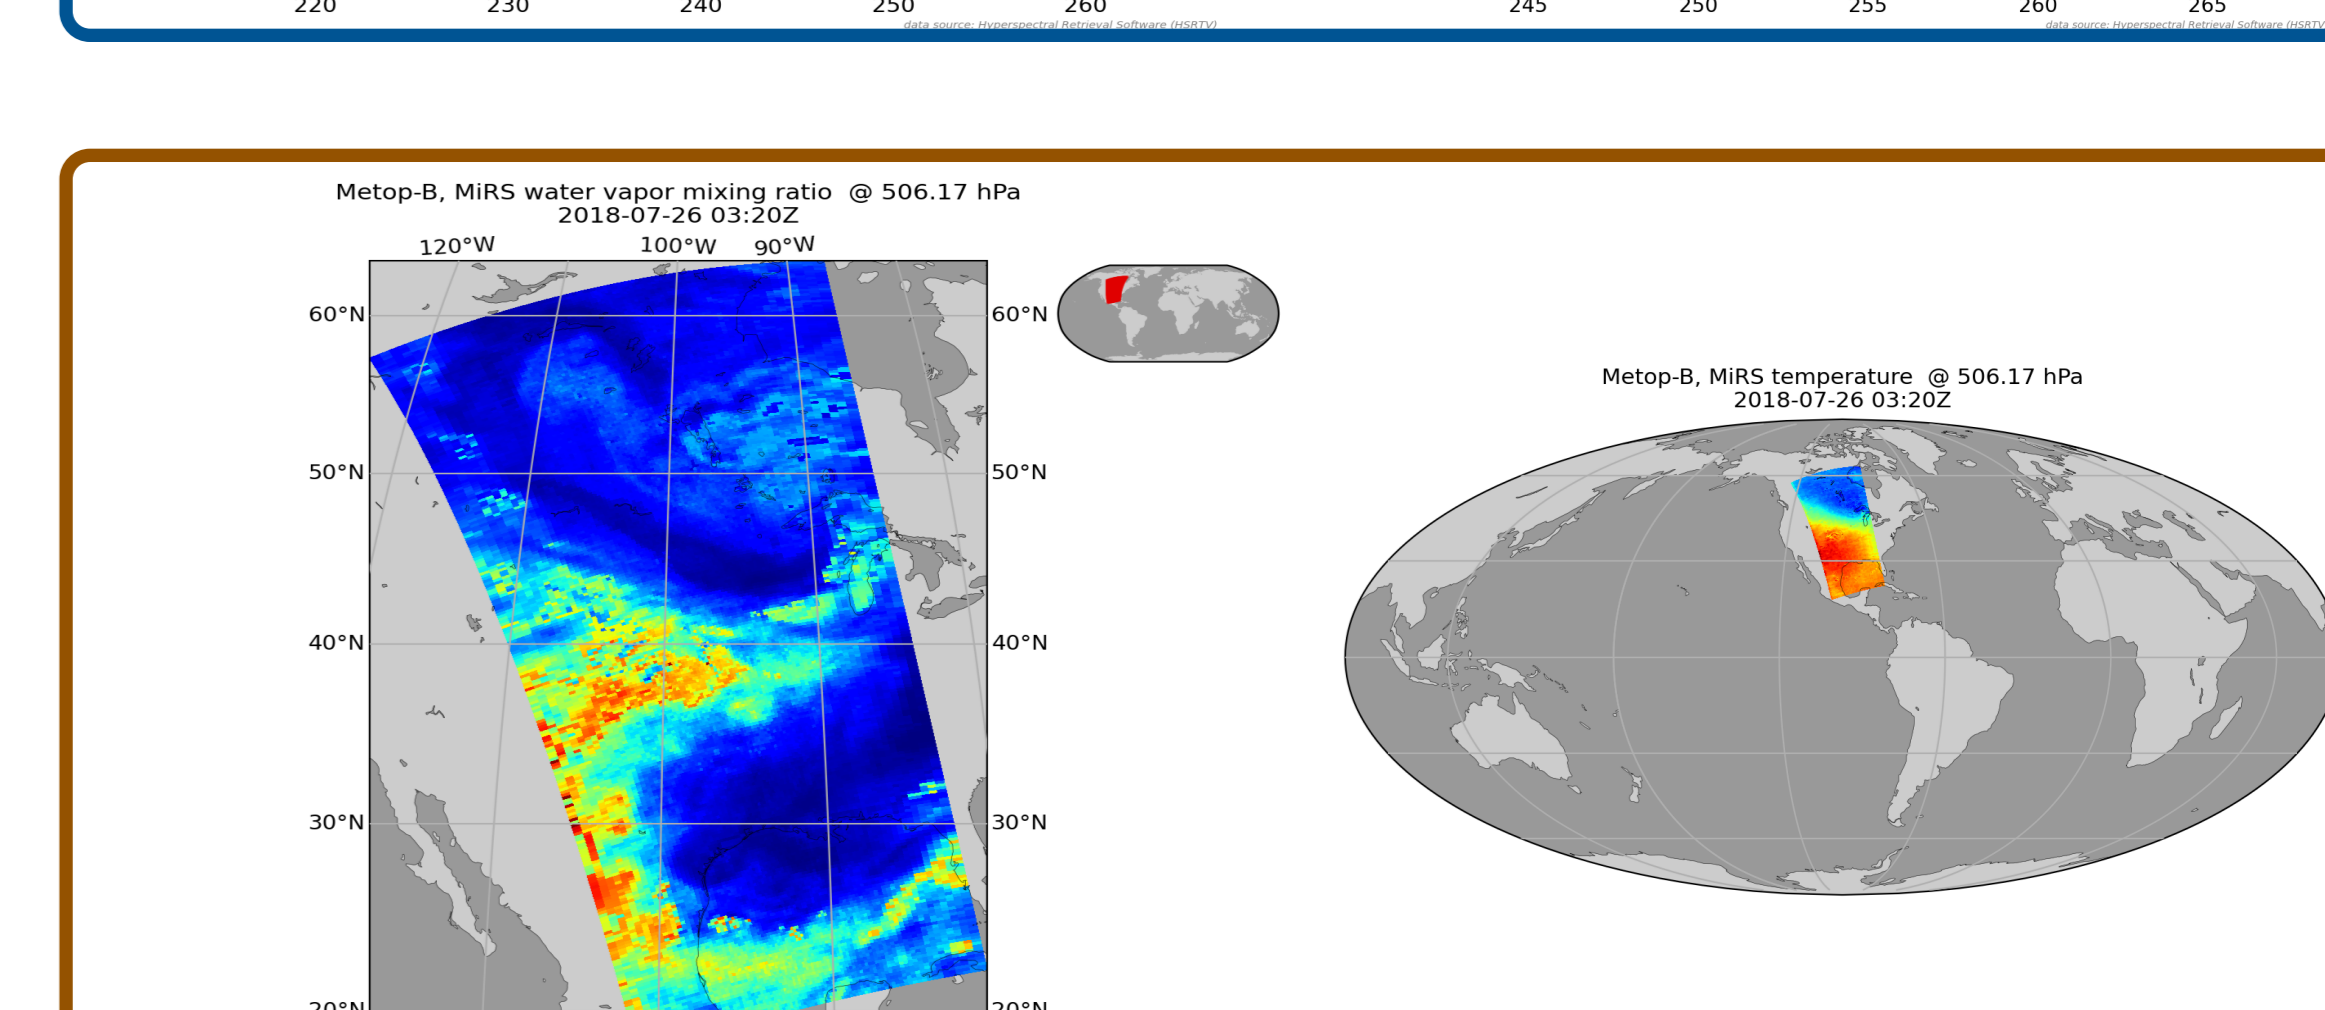 220 230 240 250 260 245 250 255 260 265
data source: Hyperspectral Retrieval Software (HSRTV) data source: Hyperspectral Retrieval Software (HSRTV
Metop-B, MiRS water vapor mixing ratio @ 506.17 hPa
2018-07-26 03:20Z
120°W 100°W 90°W
60°N 60°N
50°N 50°N
40°N 40°N
30°N 30°N
20°N 20°N
Metop-B, MiRS temperature @ 506.17 hPa
2018-07-26 03:20Z